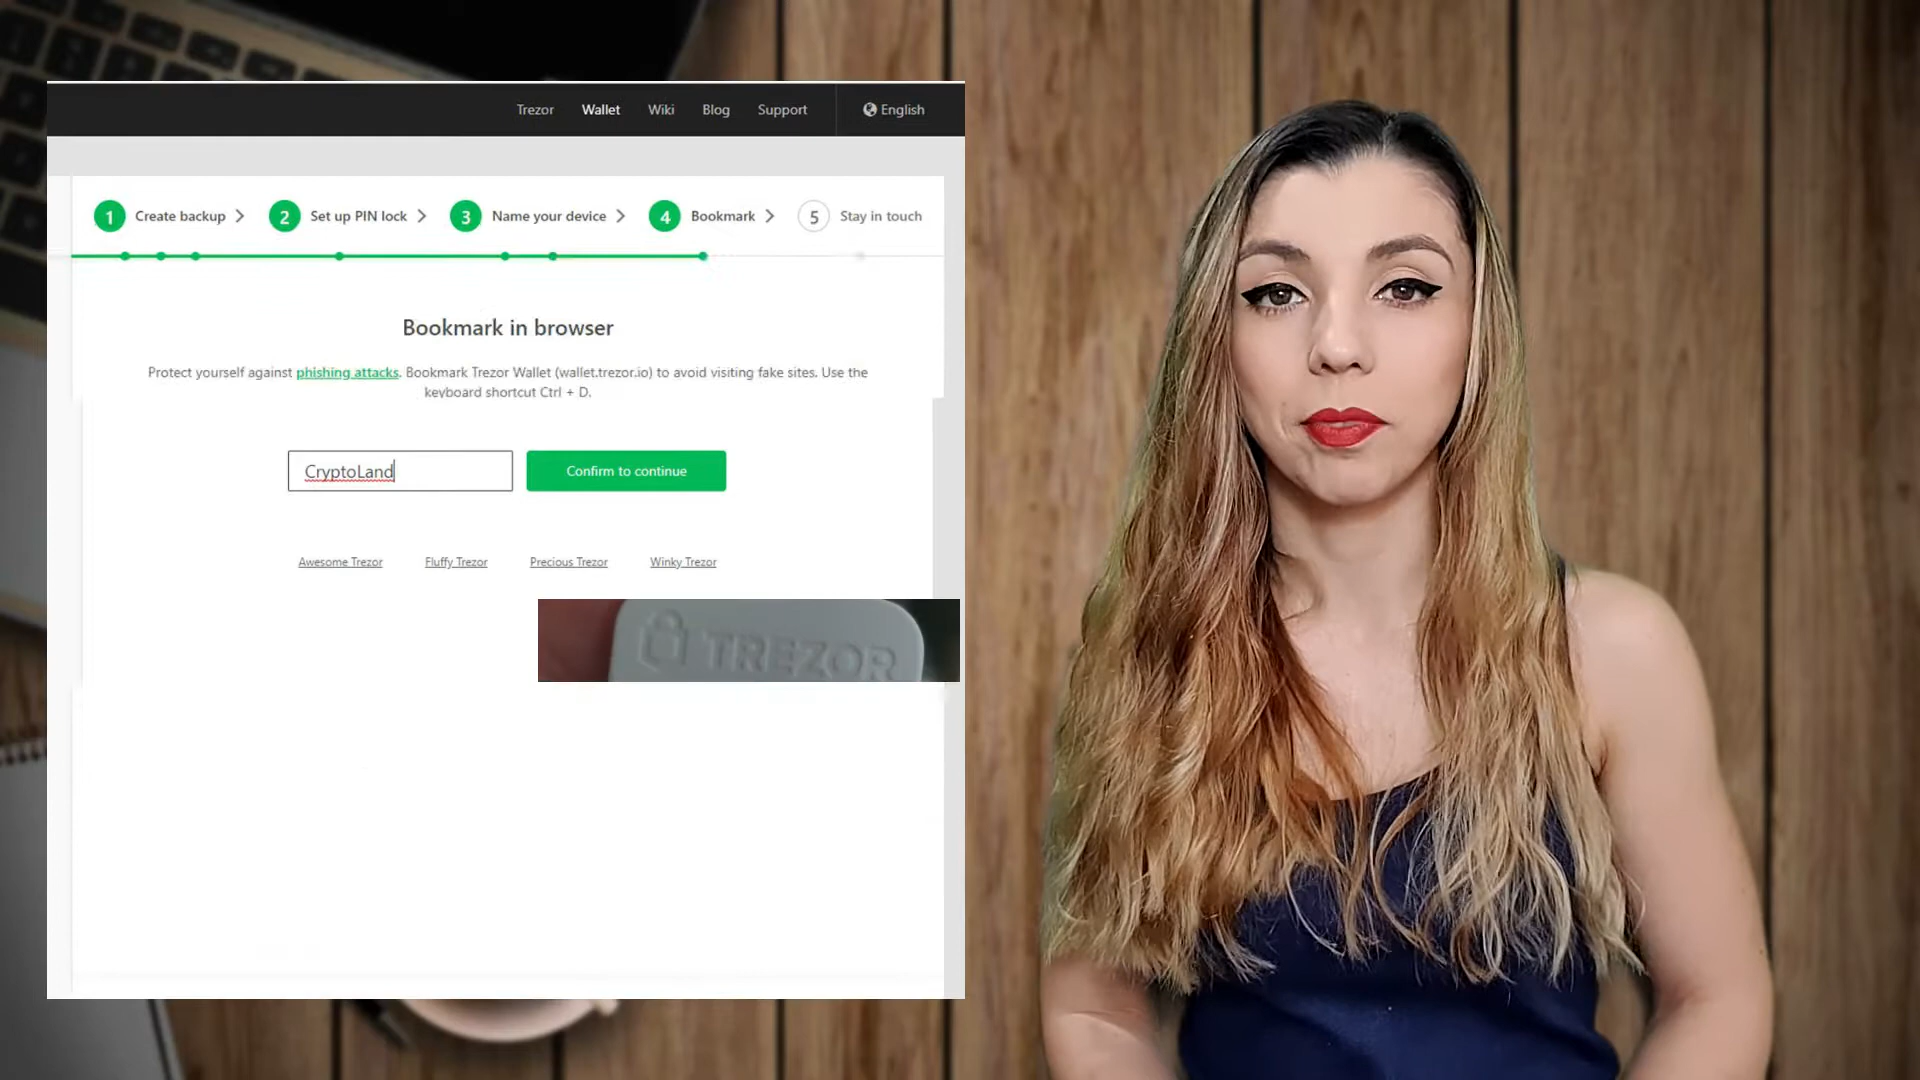 Trezor Wallet Wiki Blog Support English
1 Create backup 2 Set up PIN lock 3 Name your device 4 Bookmark 5 Stay in touch
Bookmark in browser
Protect yourself against phishing attacks. Bookmark Trezor Wallet (wallet.trezor.io) to avoid visiting fake sites. Use the
keyboard shortcut Ctrl + D.
CryptoLand Confirm to continue
Awesome Trezor Fluffy Trezor Precious Trezor Winky Trezor
TREZOR